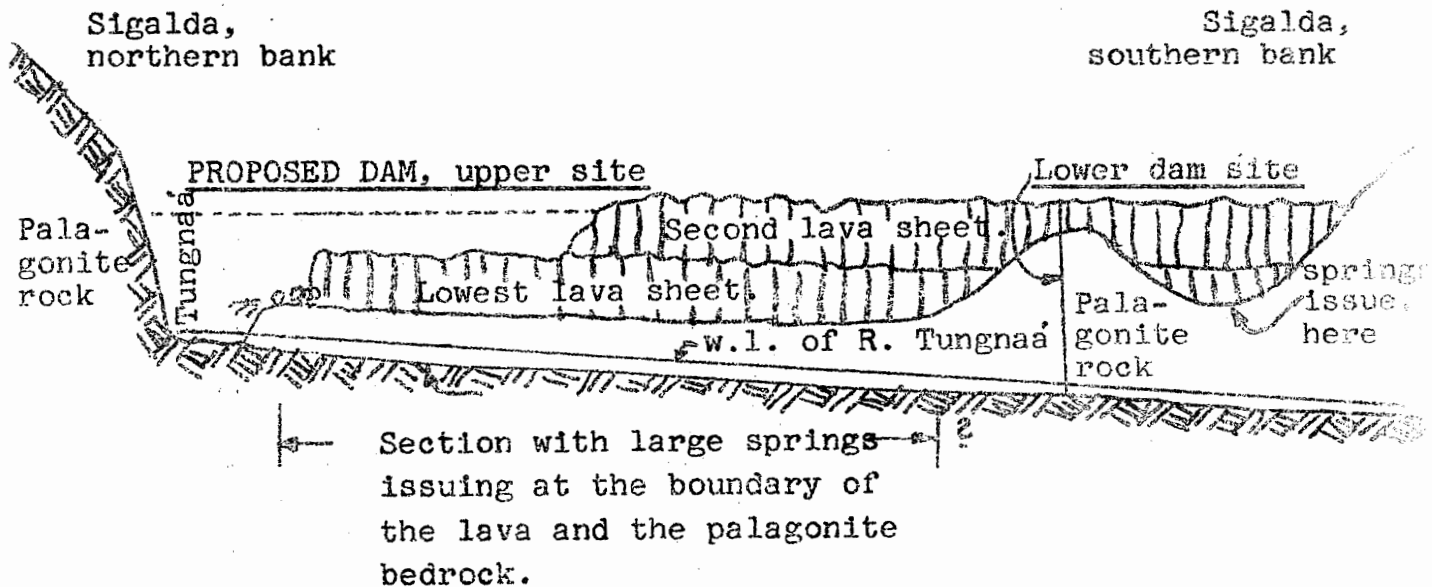 Sigalda,
northern bank
Sigalda,
southern bank
PROPOSED DAM, upper site
Lower dam site
Pala-
gonite
rock
Tungnaá
Second lava sheet.
Lowest lava sheet.
springs
issue
here
Pala-
gonite
rock
w.l. of R. Tungnaá
?
Section with large springs
issuing at the boundary of
the lava and the palagonite
bedrock.